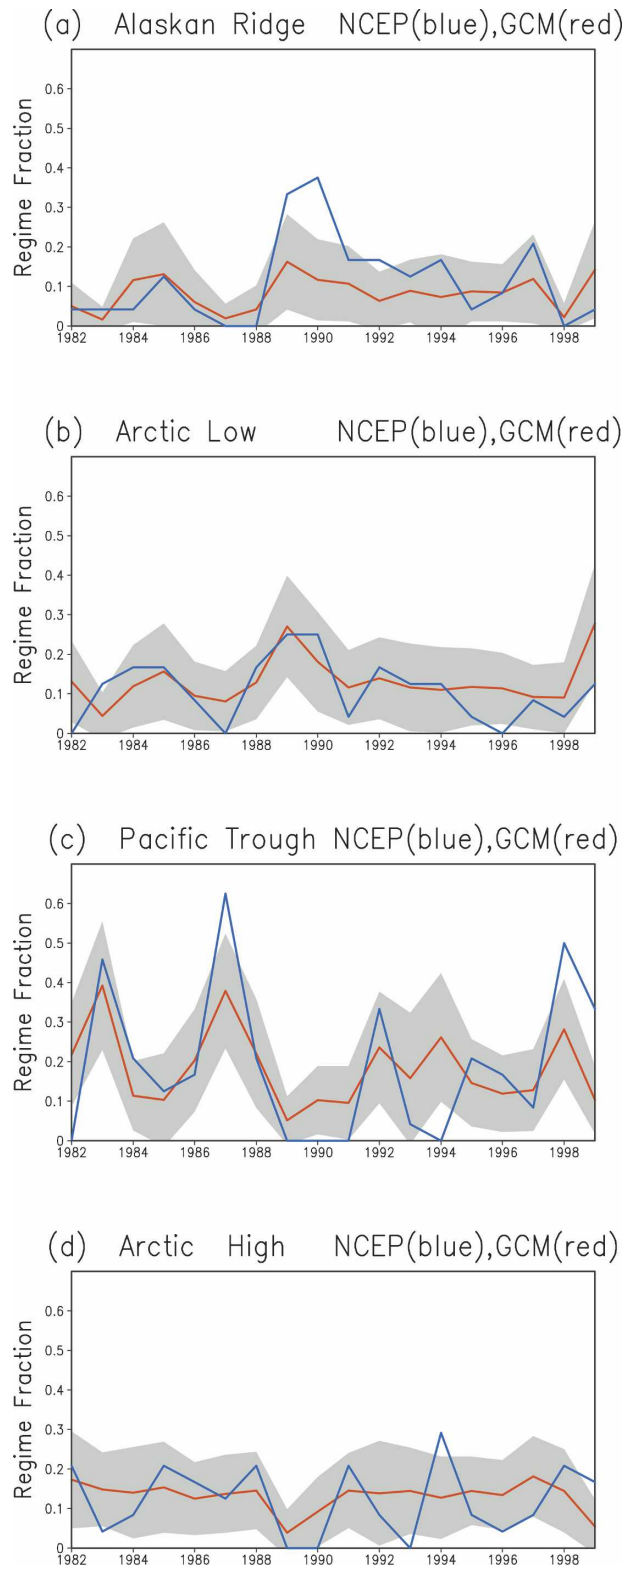 (a) Alaskan Ridge NCEP(blue),GCM(red)
Regime Fraction
0.6
0.5
0.4
0.3
0.2
0.1
0
1982 1984 1986 1988 1990 1992 1994 1996 1998
(b) Arctic Low NCEP(blue),GCM(red)
Regime Fraction
0.6
0.5
0.4
0.3
0.2
0.1
0
1982 1984 1986 1988 1990 1992 1994 1996 1998
(c) Pacific Trough NCEP(blue),GCM(red)
Regime Fraction
0.6
0.5
0.4
0.3
0.2
0.1
0
1982 1984 1986 1988 1990 1992 1994 1996 1998
(d) Arctic High NCEP(blue),GCM(red)
Regime Fraction
0.6
0.5
0.4
0.3
0.2
0.1
0
1982 1984 1986 1988 1990 1992 1994 1996 1998